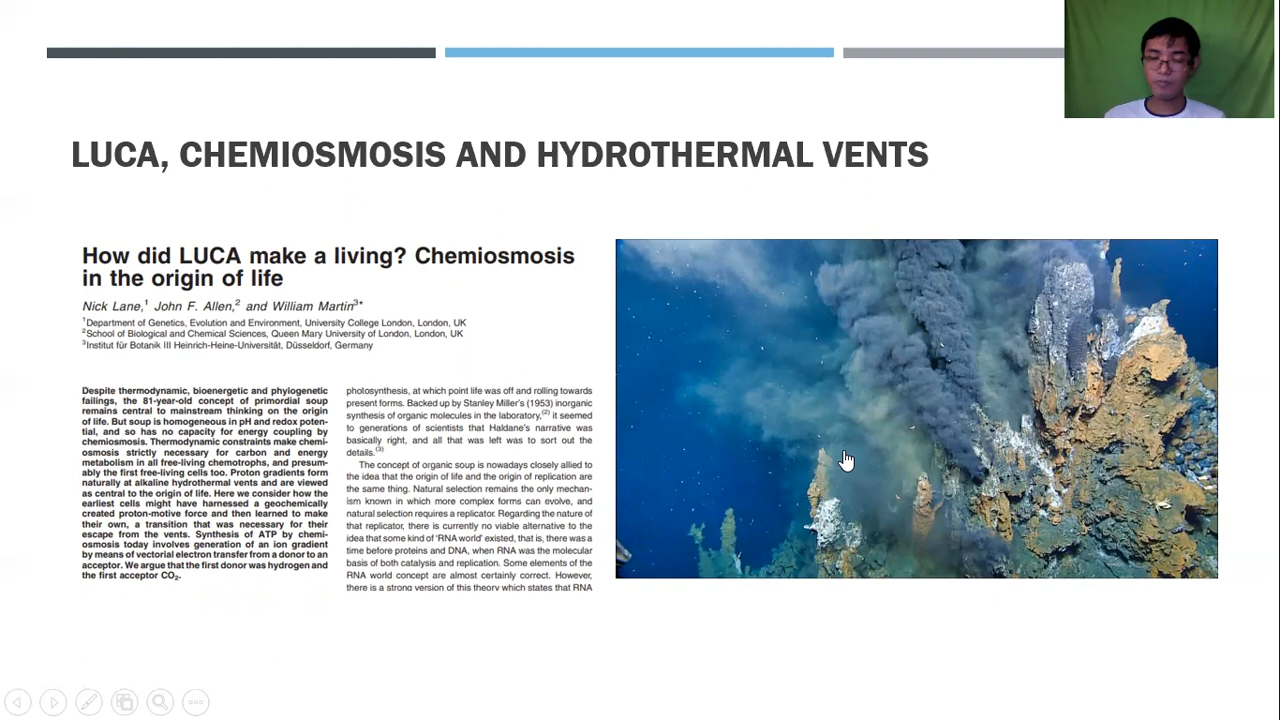 LUCA, CHEMIOSMOSIS AND HYDROTHERMAL VENTS
How did LUCA make a living? Chemiosmosis
in the origin of life
Nick Lane,1 John F. Allen,2 and William Martin3*
1Department of Genetics, Evolution and Environment, University College London, London, UK
2School of Biological and Chemical Sciences, Queen Mary University of London, London, UK
3Institut für Botanik III Heinrich-Heine-Universität, Düsseldorf, Germany
Despite thermodynamic, bioenergetic and phylogenetic
failings, the 81-year-old concept of primordial soup
remains central to mainstream thinking on the origin
of life. But soup is homogeneous in pH and redox poten-
tial, and so has no capacity for energy coupling by
chemiosmosis. Thermodynamic constraints make chemi-
osmosis strictly necessary for carbon and energy
metabolism in all free-living chemotrophs, and presum-
ably the first free-living cells too. Proton gradients form
naturally at alkaline hydrothermal vents and are viewed
as central to the origin of life. Here we consider how the
earliest cells might have harnessed a geochemically
created proton-motive force and then learned to make
their own, a transition that was necessary for their
escape from the vents. Synthesis of ATP by chemi-
osmosis today involves generation of an ion gradient
by means of vectorial electron transfer from a donor to an
acceptor. We argue that the first donor was hydrogen and
the first acceptor CO2.
photosynthesis, at which point life was off and rolling towards
present forms. Backed up by Stanley Miller's (1953) inorganic
synthesis of organic molecules in the laboratory,(2) it seemed
to generations of scientists that Haldane's narrative was
basically right, and all that was left was to sort out the
details.(3)
The concept of organic soup is nowadays closely allied to
the idea that the origin of life and the origin of replication are
the same thing. Natural selection remains the only mechan-
ism known in which more complex forms can evolve, and
natural selection requires a replicator. Regarding the nature of
that replicator, there is currently no viable alternative to the
idea that some kind of 'RNA world' existed, that is, there was a
time before proteins and DNA, when RNA was the molecular
basis of both catalysis and replication. Some elements of the
RNA world concept are almost certainly correct. However,
there is a strong version of this theory which states that RNA